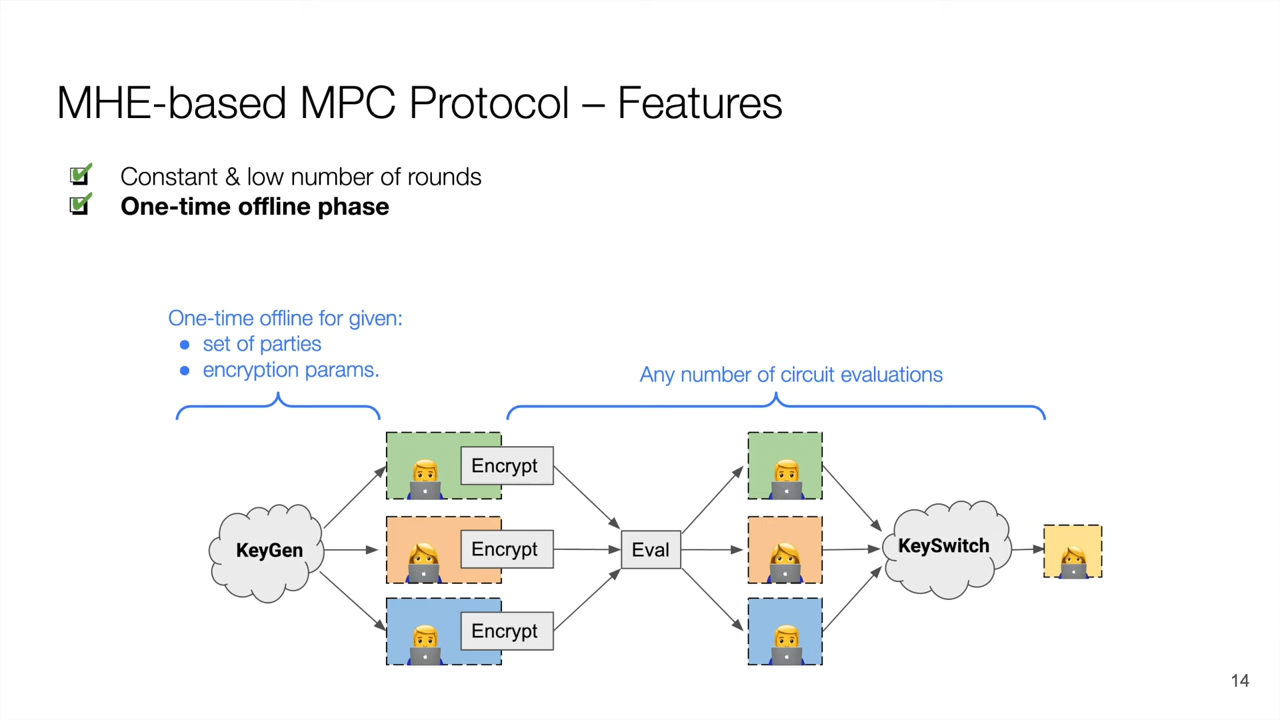 MHE-based MPC Protocol – Features
Constant & low number of rounds
One-time offline phase
One-time offline for given:
● set of parties
● encryption params.
Any number of circuit evaluations
Encrypt
KeyGen
Encrypt
Eval
KeySwitch
Encrypt
14